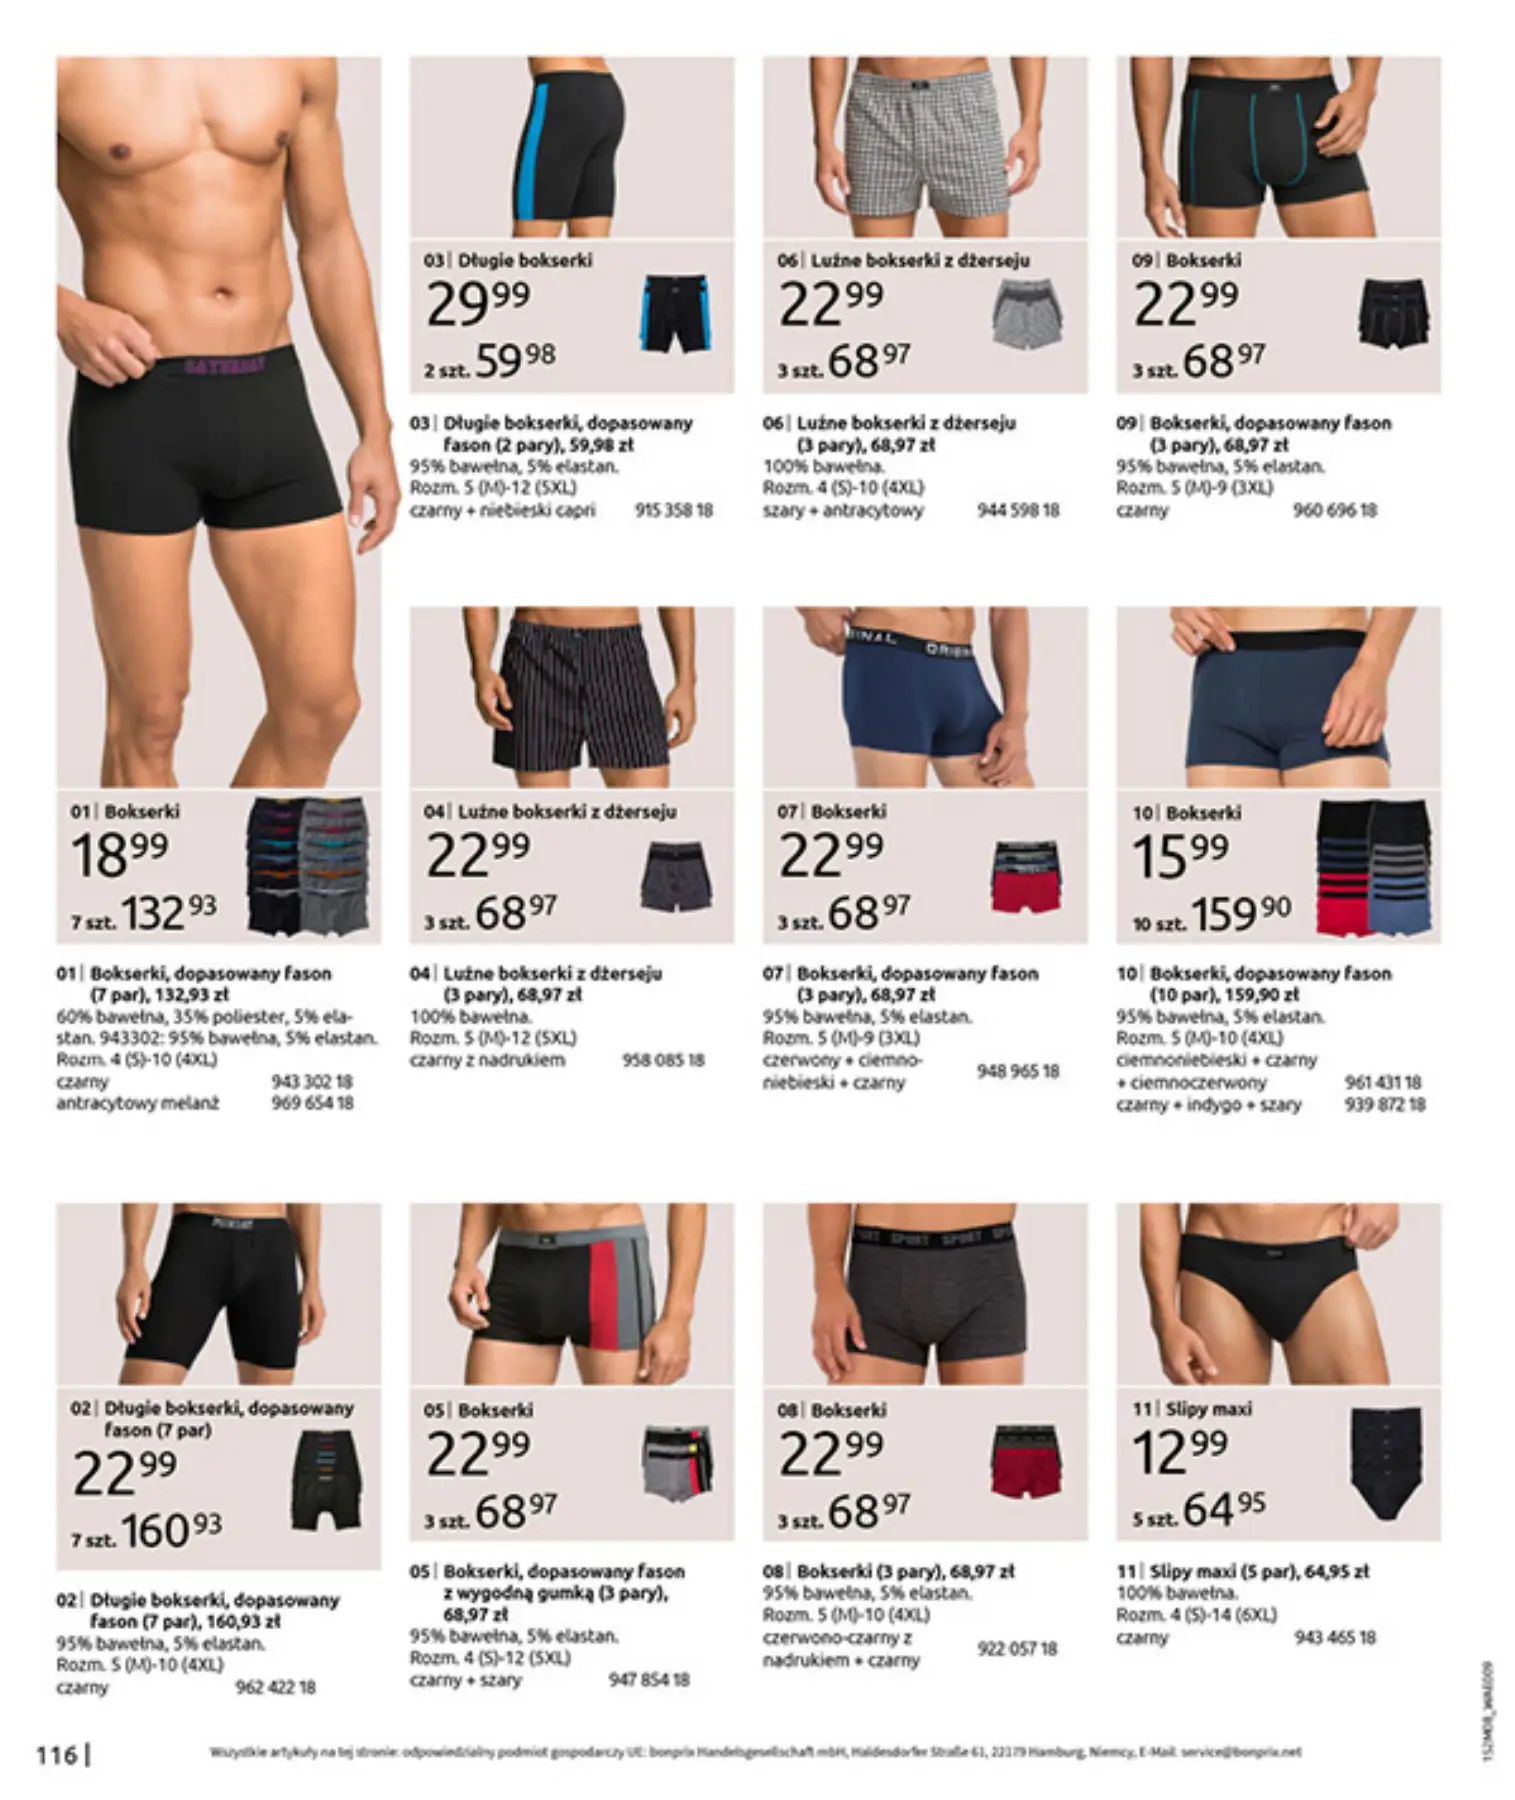 SATURDAY
01| Bokserki
18 99
7 szt. 132 93
01| Bokserki, dopasowany fason
(7 par), 132,93 zł
60% bawełna, 35% poliester, 5% ela-
stan. 943302: 95% bawełna, 5% elastan.
Rozm. 4 (S)-10 (4XL)
czarny 943 302 18
antracytowy melanż 969 654 18
02| Długie bokserki, dopasowany
fason (7 par)
22 99
7 szt. 160 93
02| Długie bokserki, dopasowany
fason (7 par), 160,93 zł
95% bawełna, 5% elastan.
Rozm. 5 (M)-10 (4XL)
czarny 962 422 18
03| Długie bokserki
29 99
2 szt. 59 98
03| Długie bokserki, dopasowany
fason (2 pary), 59,98 zł
95% bawełna, 5% elastan.
Rozm. 5 (M)-12 (5XL)
czarny + niebieski capri 915 358 18
04| Luźne bokserki z dżerseju
22 99
3 szt. 68 97
04| Luźne bokserki z dżerseju
(3 pary), 68,97 zł
100% bawełna.
Rozm. 5 (M)-12 (5XL)
czarny z nadrukiem 958 085 18
05| Bokserki
22 99
3 szt. 68 97
05| Bokserki, dopasowany fason
z wygodną gumką (3 pary),
68,97 zł
95% bawełna, 5% elastan.
Rozm. 4 (S)-12 (5XL)
czarny + szary 947 854 18
06| Luźne bokserki z dżerseju
22 99
3 szt. 68 97
06| Luźne bokserki z dżerseju
(3 pary), 68,97 zł
100% bawełna.
Rozm. 4 (S)-10 (4XL)
szary + antracytowy 944 598 18
INAL ORIGIN
07| Bokserki
22 99
3 szt. 68 97
07| Bokserki, dopasowany fason
(3 pary), 68,97 zł
95% bawełna, 5% elastan.
Rozm. 5 (M)-9 (3XL)
czerwony + ciemno-
niebieski + czarny 948 965 18
SPORT SPORT
08| Bokserki
22 99
3 szt. 68 97
08| Bokserki (3 pary), 68,97 zł
95% bawełna, 5% elastan.
Rozm. 5 (M)-10 (4XL)
czerwono-czarny z
nadrukiem + czarny 922 057 18
09| Bokserki
22 99
3 szt. 68 97
09| Bokserki, dopasowany fason
(3 pary), 68,97 zł
95% bawełna, 5% elastan.
Rozm. 5 (M)-9 (3XL)
czarny 960 696 18
10| Bokserki
15 99
10 szt. 159 90
10| Bokserki, dopasowany fason
(10 par), 159,90 zł
95% bawełna, 5% elastan.
Rozm. 5 (M)-10 (4XL)
ciemnoniebieski + czarny
+ ciemnoczerwony 961 431 18
czarny + indygo + szary 939 872 18
11| Slipy maxi
12 99
5 szt. 64 95
11| Slipy maxi (5 par), 64,95 zł
100% bawełna.
Rozm. 4 (S)-14 (6XL)
czarny 943 465 18
116|
Wszystkie artykuły na tej stronie: odpowiedzialny podmiot gospodarczy UE: bonprix Handelsgesellschaft mbH, Haldesdorfer Straße 61, 22179 Hamburg, Niemcy, E-Mail: service@bonprix.net
152M08_WAE009